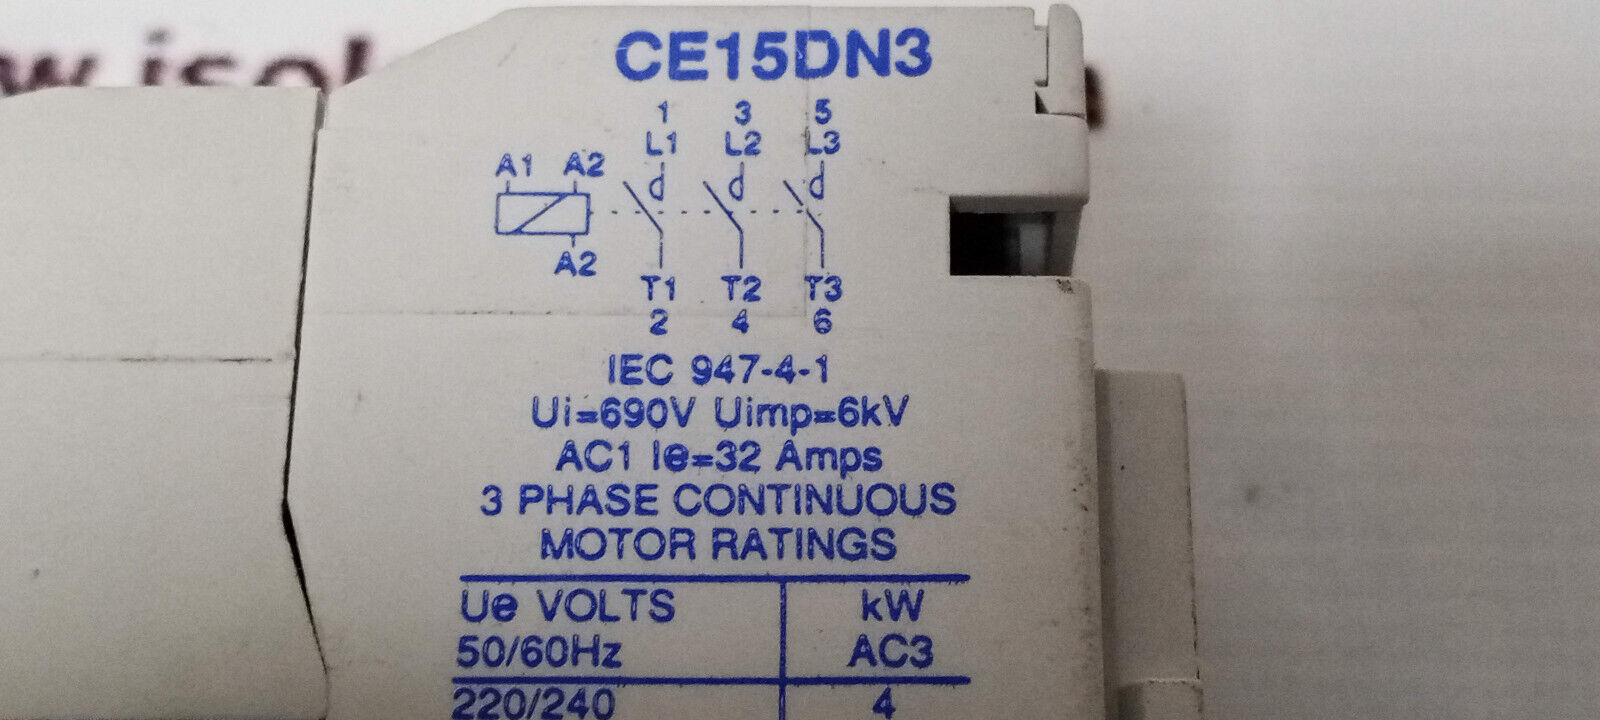 CE15DN3
1 3 5
L1 L2 L3
A1 A2
A2
T1 T2 T3
2 4 6
IEC 947-4-1
Ui=690V Uimp=6kV
AC1 Ie=32 Amps
3 PHASE CONTINUOUS
MOTOR RATINGS
Ue VOLTS kW
50/60Hz AC3
220/240 4